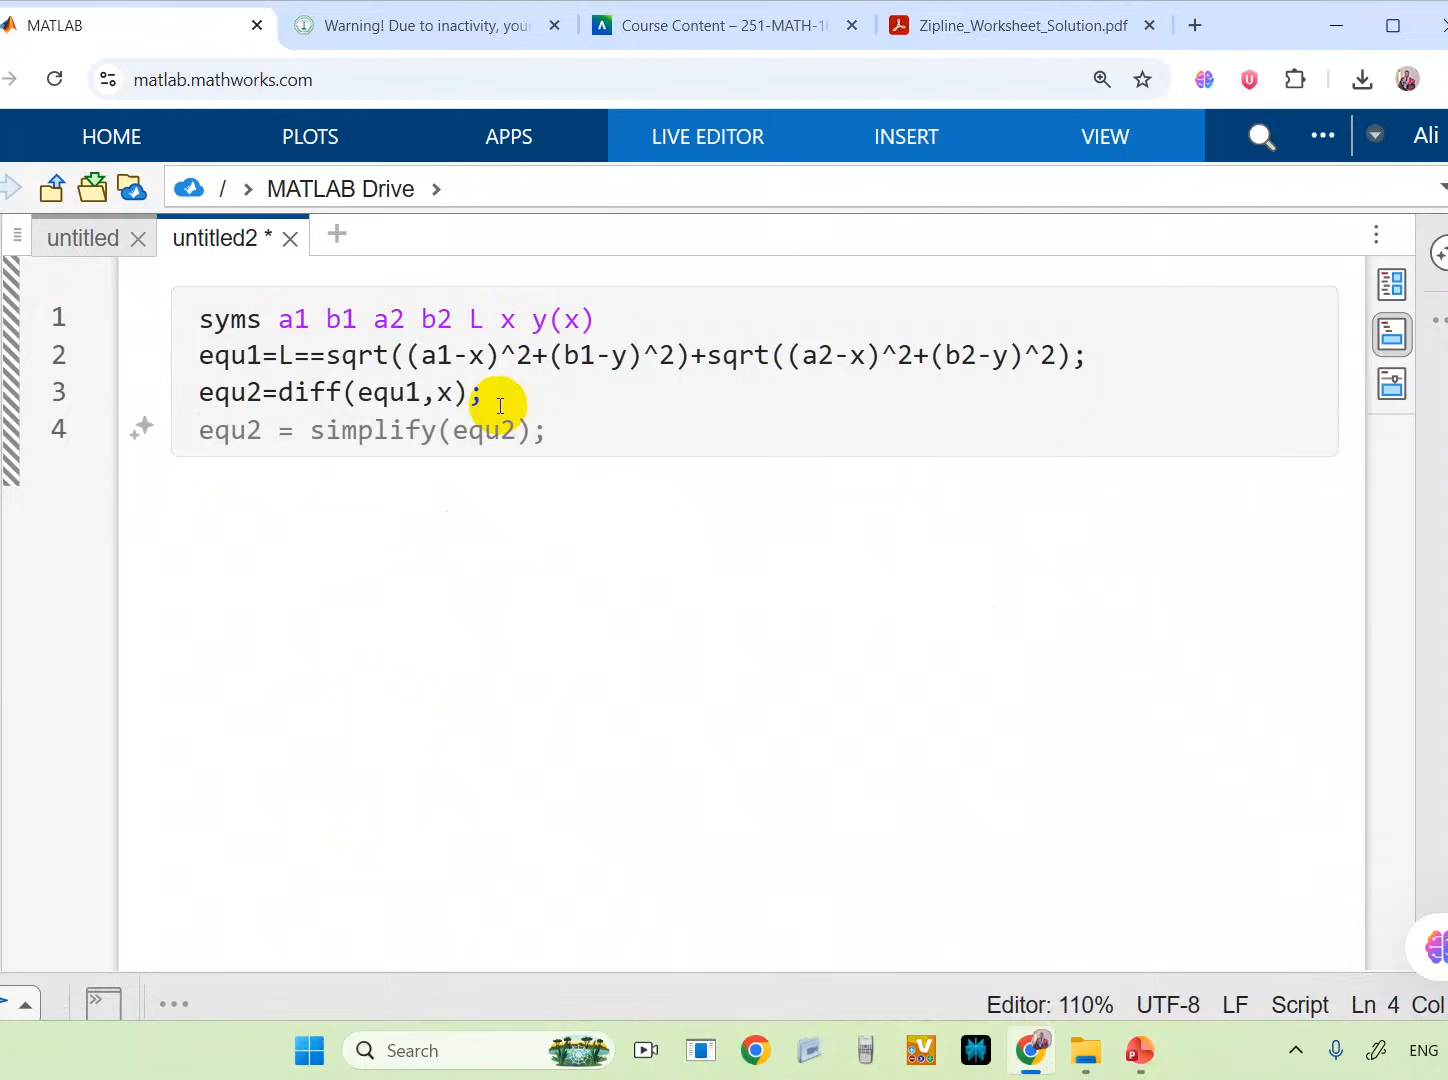 MATLAB
Warning! Due to inactivity, your
Course Content – 251-MATH-1
Zipline_Worksheet_Solution.pdf
matlab.mathworks.com
HOME
PLOTS
APPS
LIVE EDITOR
INSERT
VIEW
Ali
/ > MATLAB Drive >
untitled
untitled2 *
1 syms a1 b1 a2 b2 L x y(x)
2 equ1=L==sqrt((a1-x)^2+(b1-y)^2)+sqrt((a2-x)^2+(b2-y)^2);
3 equ2=diff(equ1,x);
4 equ2 = simplify(equ2);
Editor: 110% UTF-8 LF Script Ln 4 Col
Search
ENG